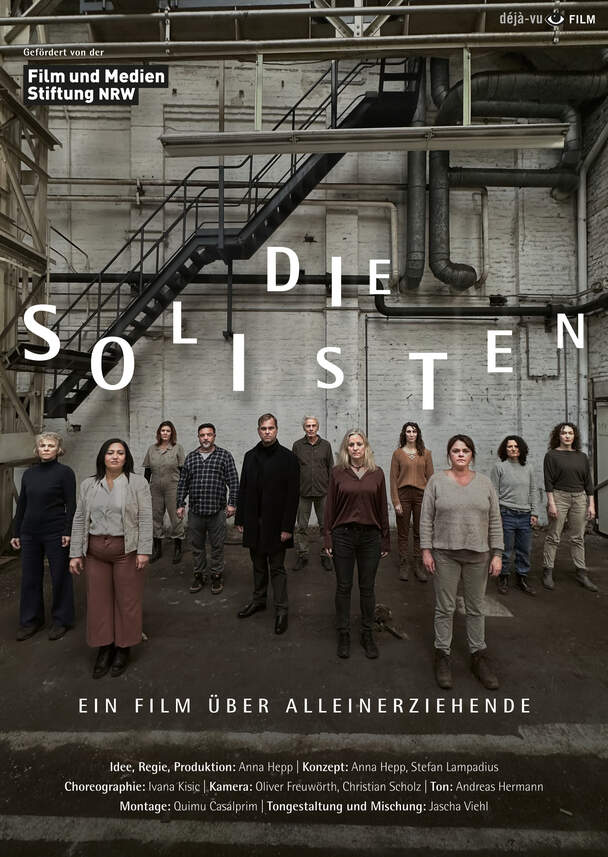 déjà-vu FILM
Gefördert von der
Film und Medien
Stiftung NRW
DIE
SOLISTEN
EIN FILM ÜBER ALLEINERZIEHENDE
Idee, Regie, Produktion: Anna Hepp | Konzept: Anna Hepp, Stefan Lampadius
Choreographie: Ivana Kisic | Kamera: Oliver Freuwörth, Christian Scholz | Ton: Andreas Hermann
Montage: Quimu Casalprim | Tongestaltung und Mischung: Jascha Viehl